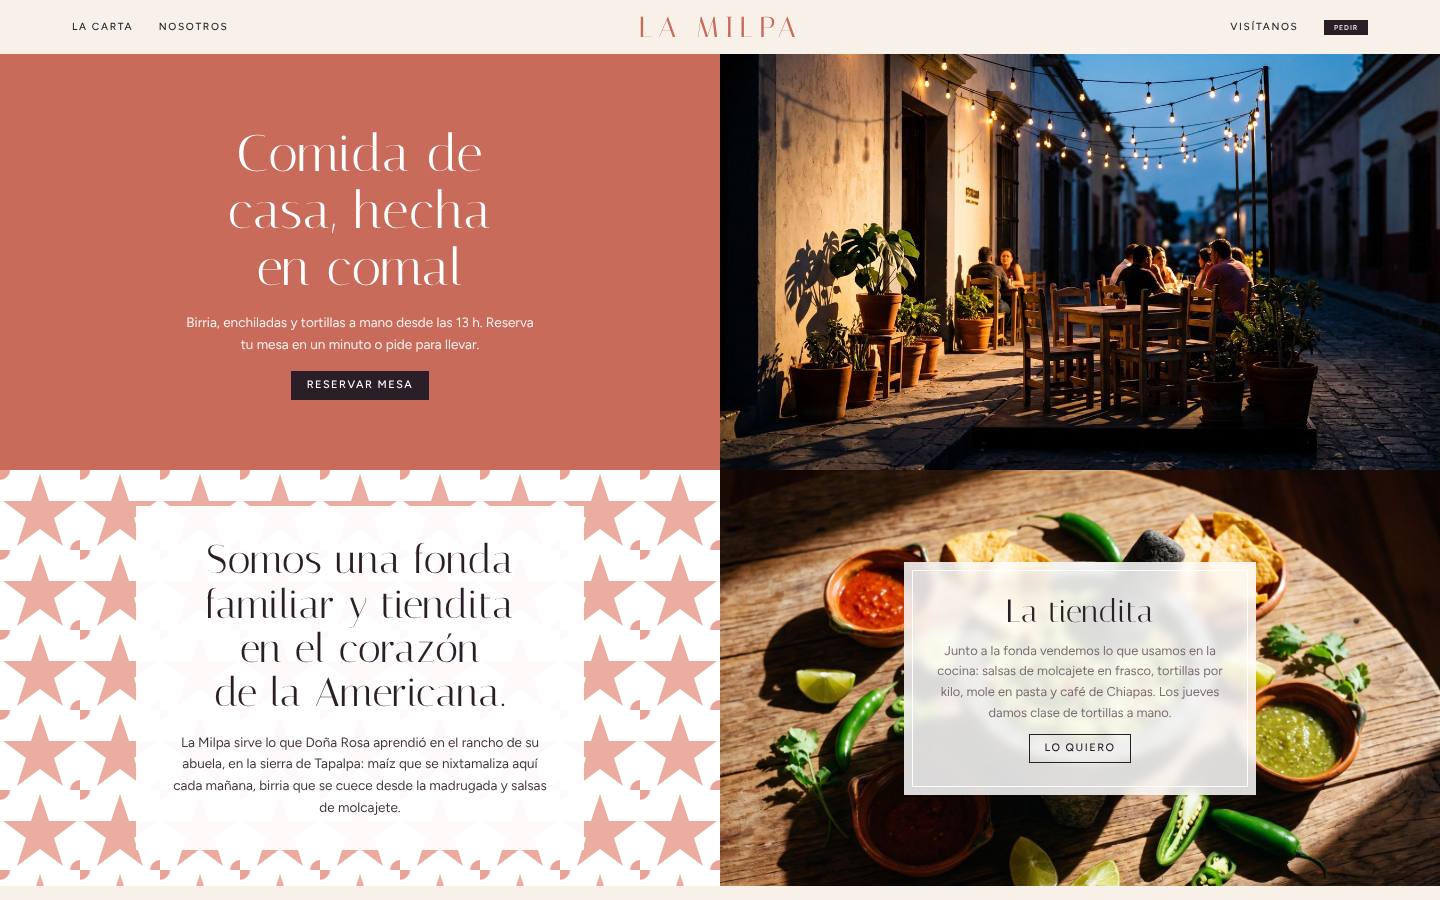 LA CARTA
NOSOTROS
LA MILPA
VISÍTANOS
PEDIR
Comida de
casa, hecha
en comal
Birria, enchiladas y tortillas a mano desde las 13 h. Reserva
tu mesa en un minuto o pide para llevar.
RESERVAR MESA
Somos una fonda
familiar y tiendita
en el corazón
de la Americana.
La Milpa sirve lo que Doña Rosa aprendió en el rancho de su
abuela, en la sierra de Tapalpa: maíz que se nixtamaliza aquí
cada mañana, birria que se cuece desde la madrugada y salsas
de molcajete.
La tiendita
Junto a la fonda vendemos lo que usamos en la
cocina: salsas de molcajete en frasco, tortillas por
kilo, mole en pasta y café de Chiapas. Los jueves
damos clase de tortillas a mano.
LO QUIERO